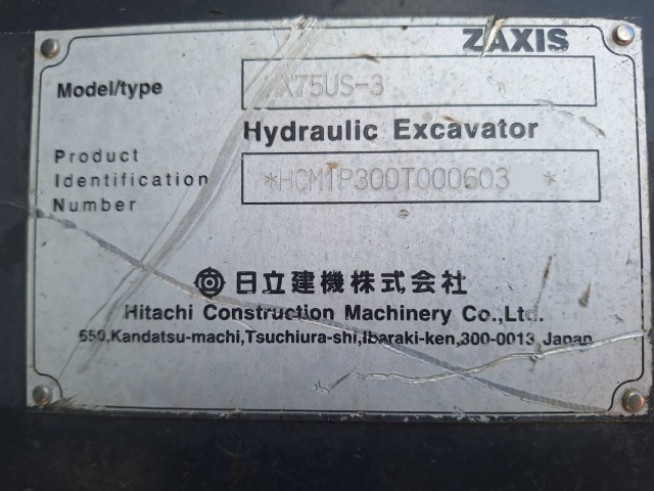 ZAXIS
Model/type
X75US-3
Hydraulic Excavator
Product
Identification
Number
*HCM1P300T000603 *
日立建機株式会社
Hitachi Construction Machinery Co.,Ltd.
650,Kandatsu-machi,Tsuchiura-shi,Ibaraki-ken,300-0013 Japan